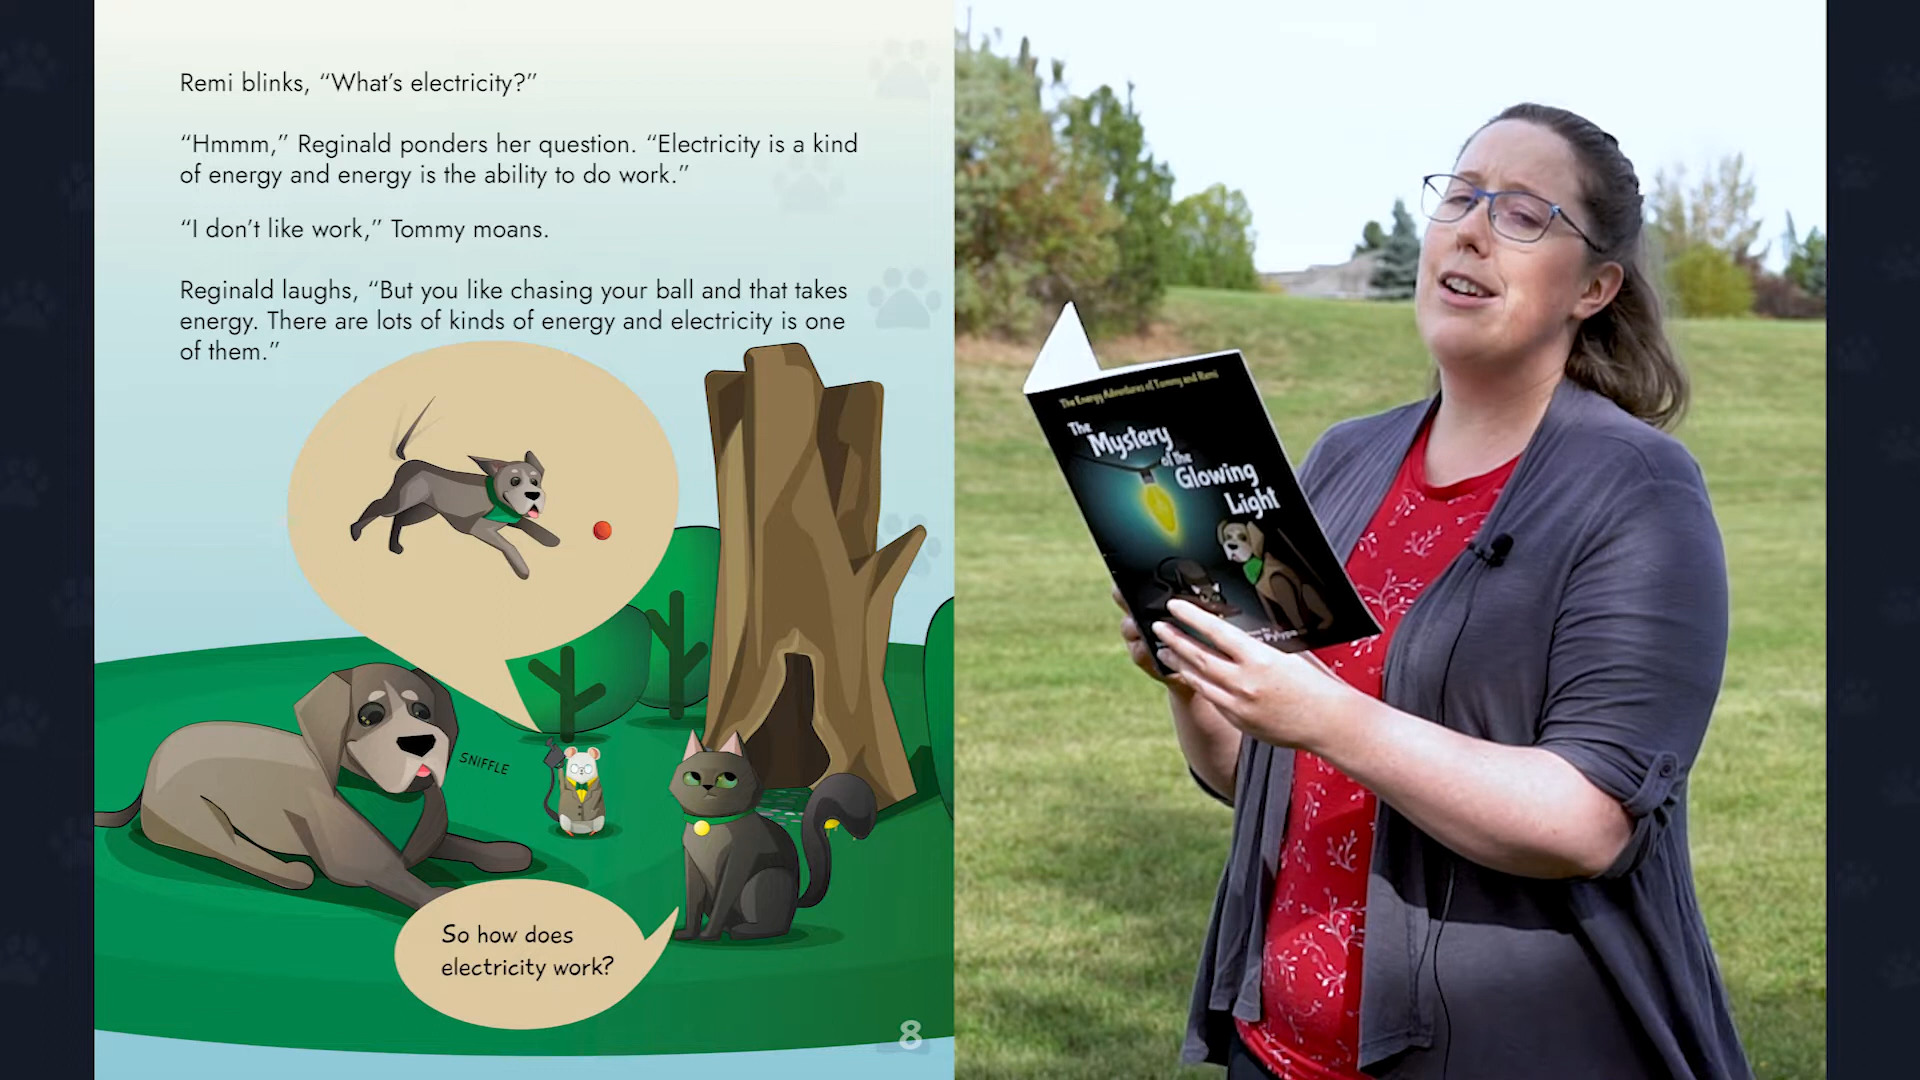 Remi blinks, “What’s electricity?”
“Hmmm,” Reginald ponders her question. “Electricity is a kind
of energy and energy is the ability to do work.”
“I don’t like work,” Tommy moans.
Reginald laughs, “But you like chasing your ball and that takes
energy. There are lots of kinds of energy and electricity is one
of them.”
SNIFFLE
So how does
electricity work?
8
The Energy Adventures of Tommy and Remi
The
Mystery
of the
Glowing
Light